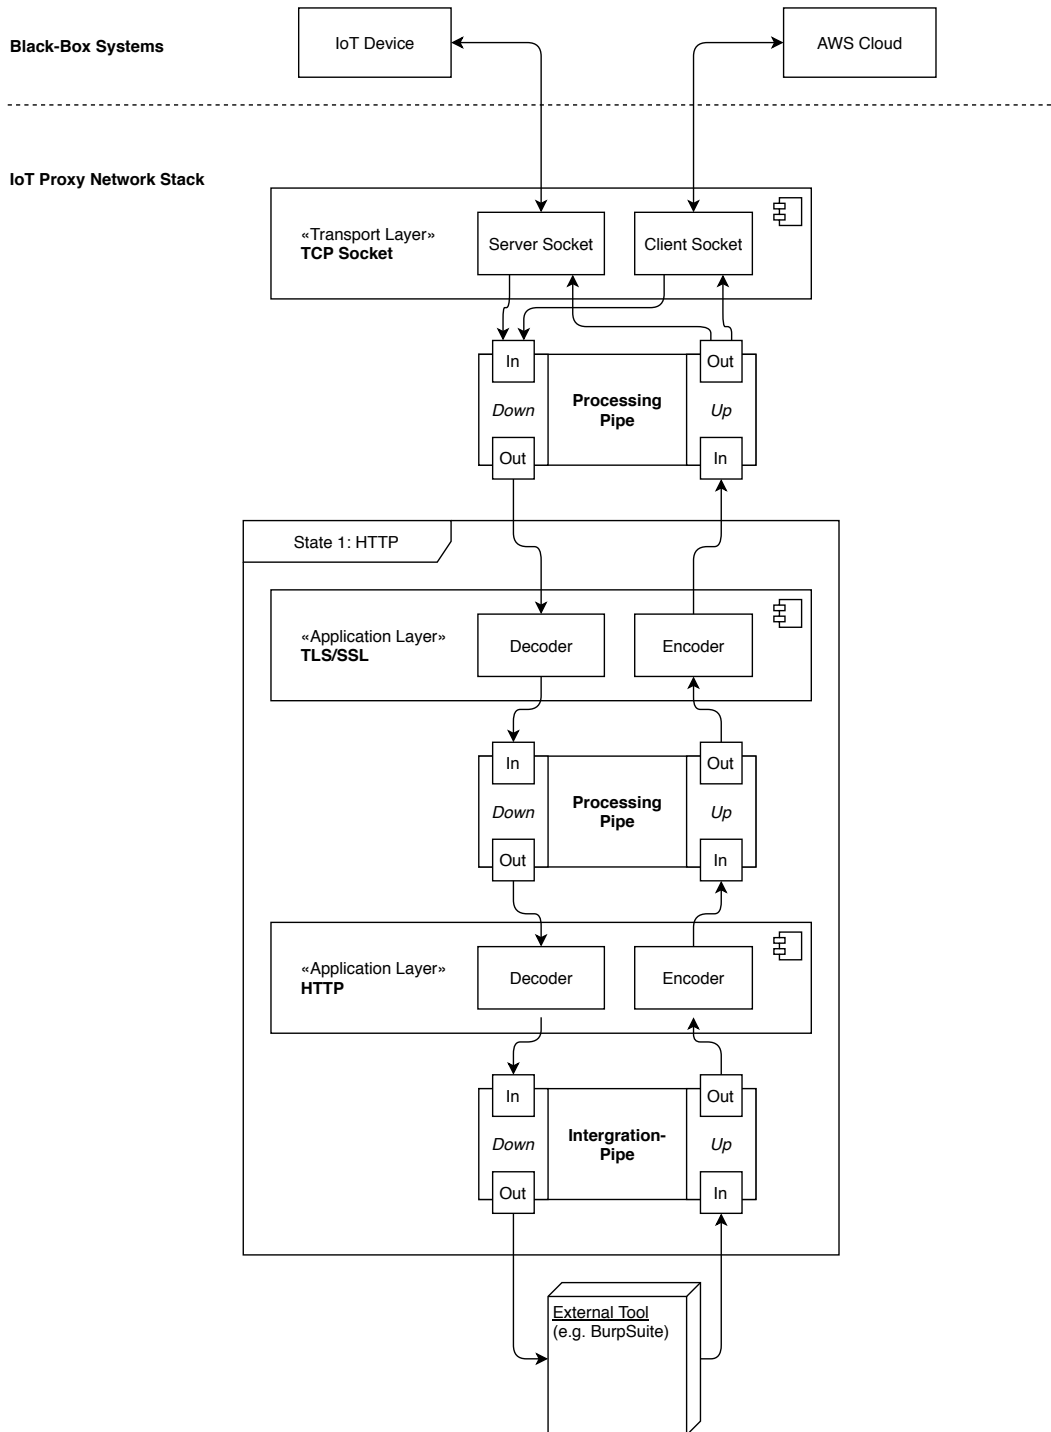 Black-Box Systems
IoT Device
AWS Cloud
IoT Proxy Network Stack
«Transport Layer»
TCP Socket
Server Socket
Client Socket
In
Out
Down
Processing
Pipe
Up
Out
In
State 1: HTTP
«Application Layer»
TLS/SSL
Decoder
Encoder
In
Out
Down
Processing
Pipe
Up
Out
In
«Application Layer»
HTTP
Decoder
Encoder
In
Out
Down
Intergration-
Pipe
Up
Out
In
External Tool
(e.g. BurpSuite)